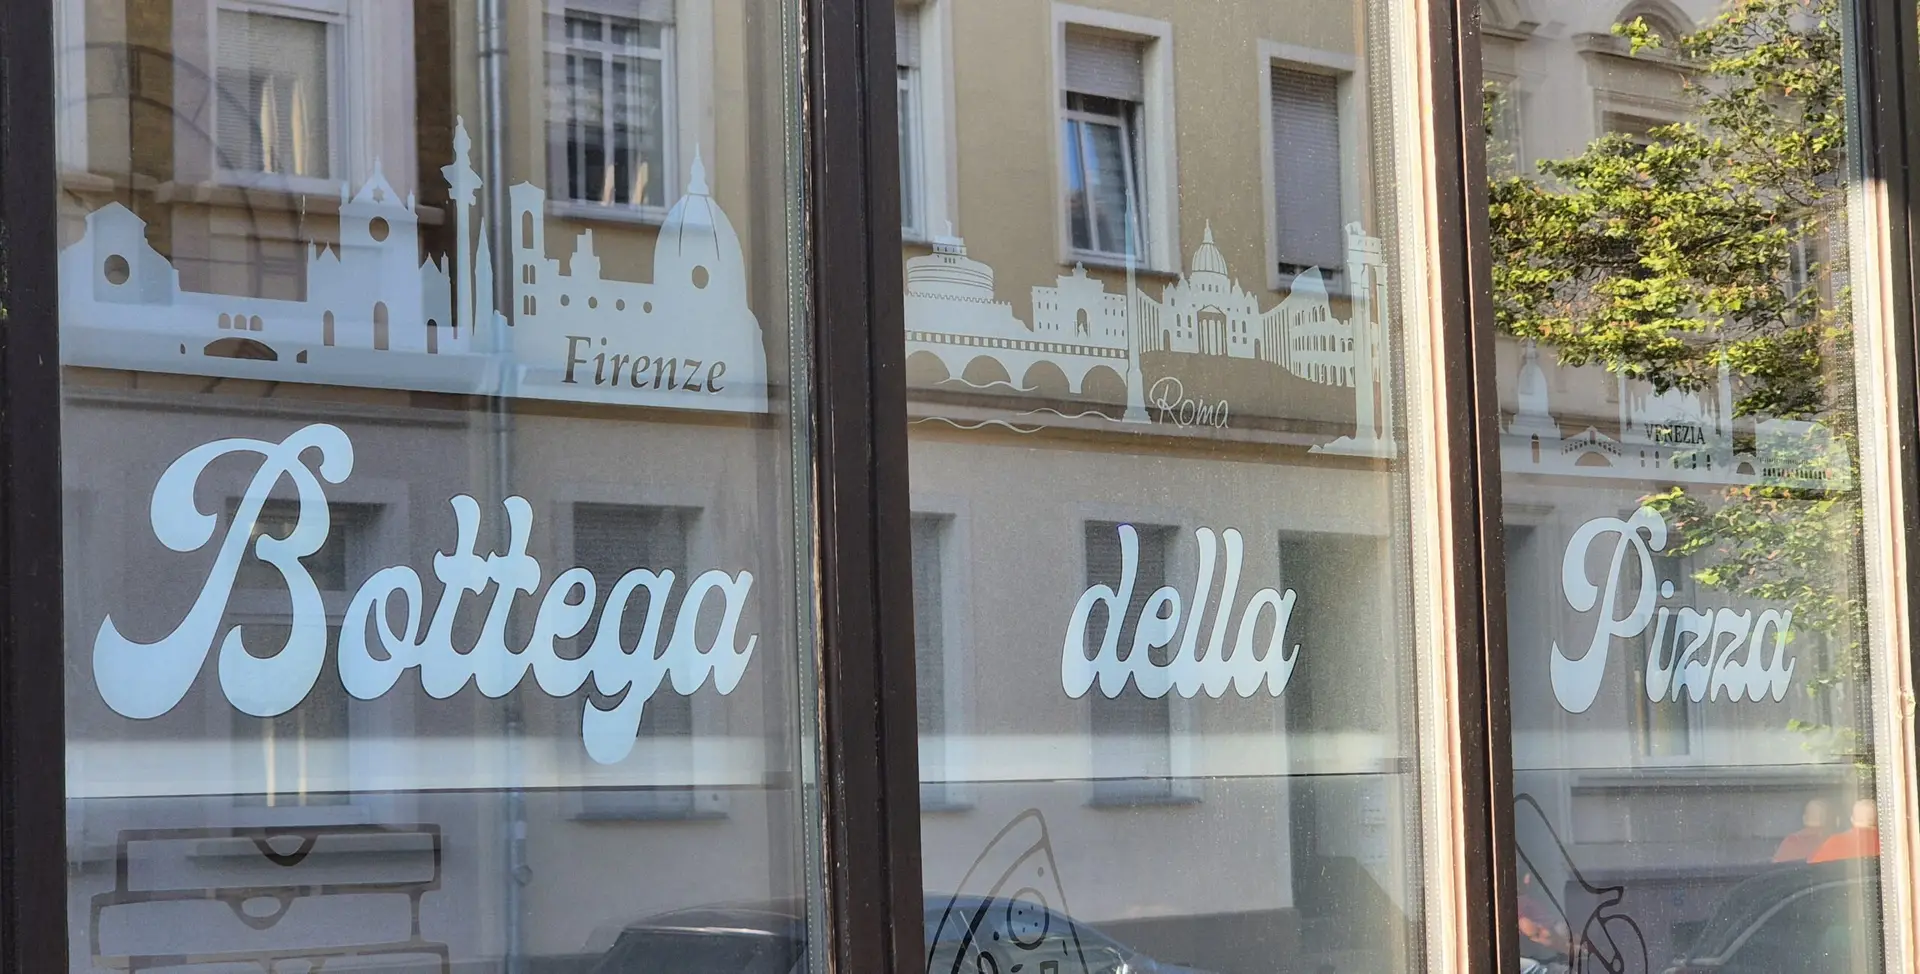 Firenze
Roma
VENEZIA
Bottega della Pizza